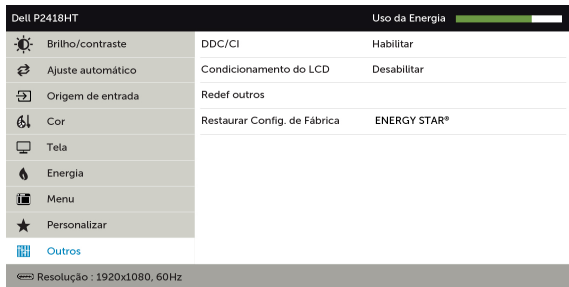 Dell P2418HT Uso da Energia
Brilho/contraste DDC/CI Habilitar
Ajuste automático Condicionamento do LCD Desabilitar
Origem de entrada Redef outros
Cor Restaurar Config. de Fábrica ENERGY STAR®
Tela
Energia
Menu
Personalizar
Outros
Resolução : 1920x1080, 60Hz